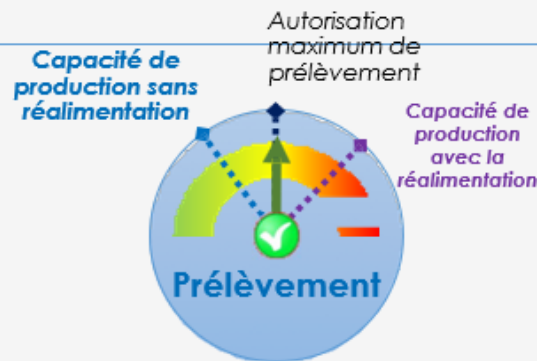 Autorisation
maximum de
prélèvement
Capacité de
production sans
réalimentation
Capacité de
production
avec la
réalimentation
Prélèvement